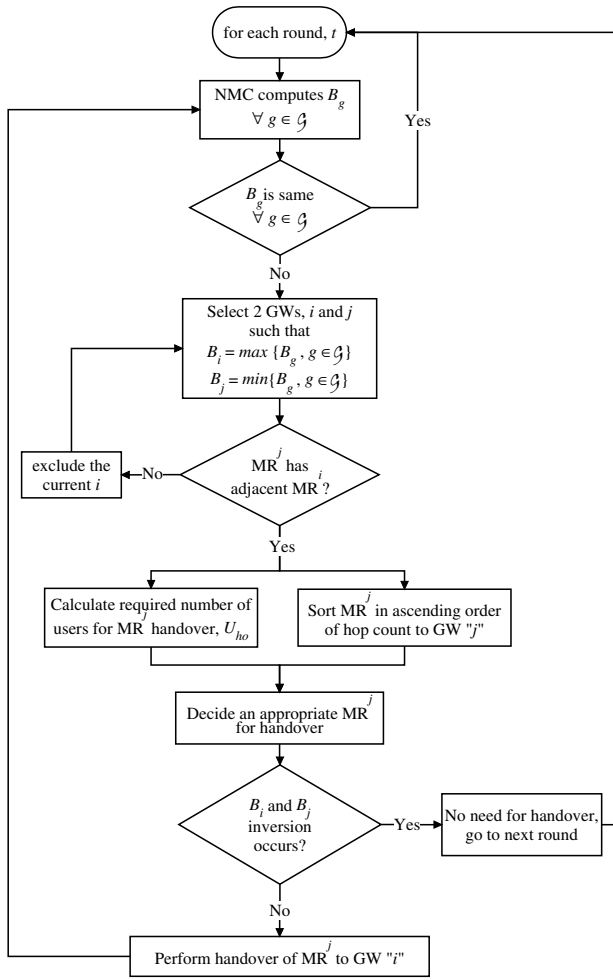 for each round, t
NMC computes B_g
∀ g ∈ 𝒢
Yes
B_g is same
∀ g ∈ 𝒢
No
Select 2 GWs, i and j
such that
B_i = max {B_g , g ∈ 𝒢}
B_j = min{B_g , g ∈ 𝒢}
exclude the
current i
No
MR^j has
adjacent MR^i?
Yes
Calculate required number of
users for MR^j handover, U_ho
Sort MR^j in ascending order
of hop count to GW "j"
Decide an appropriate MR^j
for handover
B_i and B_j
inversion
occurs?
Yes
No need for handover,
go to next round
No
Perform handover of MR^j to GW "i"